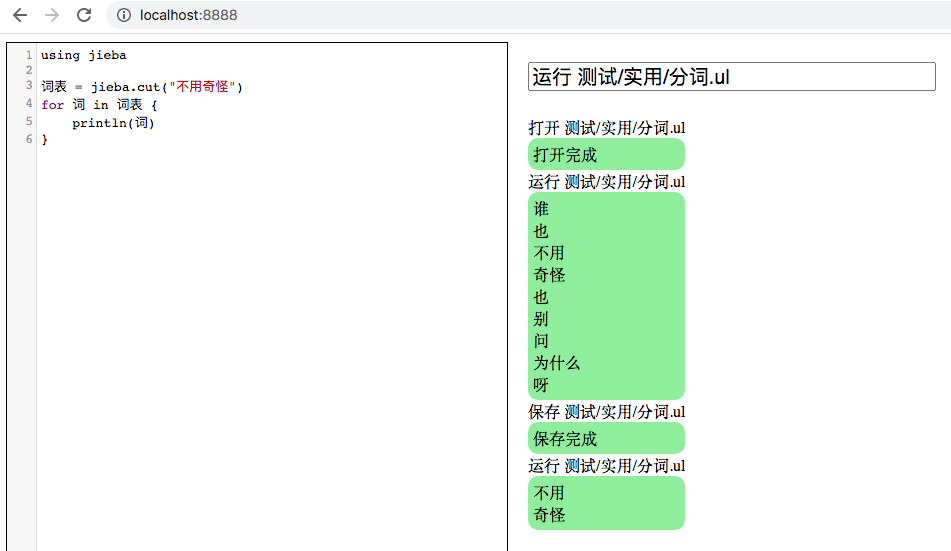 localhost:8888
1 using jieba
2
3 词表 = jieba.cut("不用奇怪")
4 for 词 in 词表 {
5     println(词)
6 }
运行 测试/实用/分词.ul
打开 测试/实用/分词.ul
打开完成
运行 测试/实用/分词.ul
谁
也
不用
奇怪
也
别
问
为什么
呀
保存 测试/实用/分词.ul
保存完成
运行 测试/实用/分词.ul
不用
奇怪